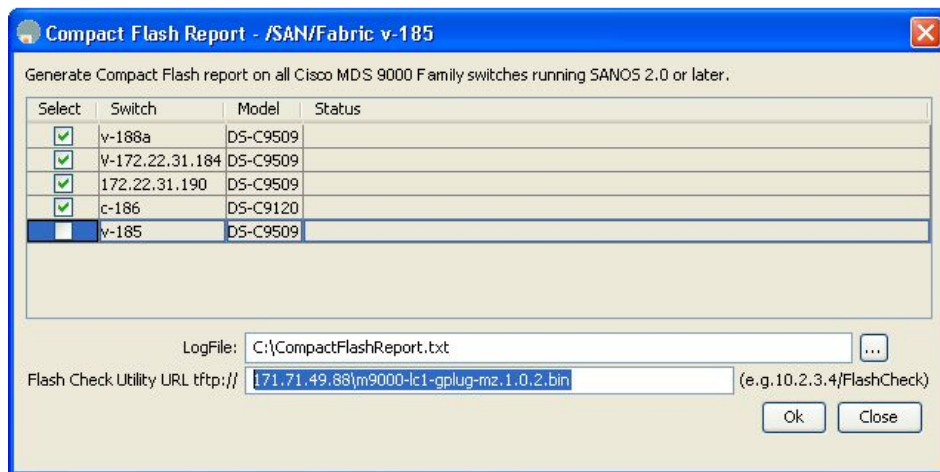 Compact Flash Report - /SAN/Fabric v-185
Generate Compact Flash report on all Cisco MDS 9000 Family switches running SANOS 2.0 or later.
Select Switch Model Status
v-188a DS-C9509
V-172.22.31.184 DS-C9509
172.22.31.190 DS-C9509
c-186 DS-C9120
v-185 DS-C9509
LogFile: C:\CompactFlashReport.txt ...
Flash Check Utility URL tftp:// 171.71.49.88\m9000-lc1-gplug-mz.1.0.2.bin (e.g.10.2.3.4/FlashCheck)
Ok Close